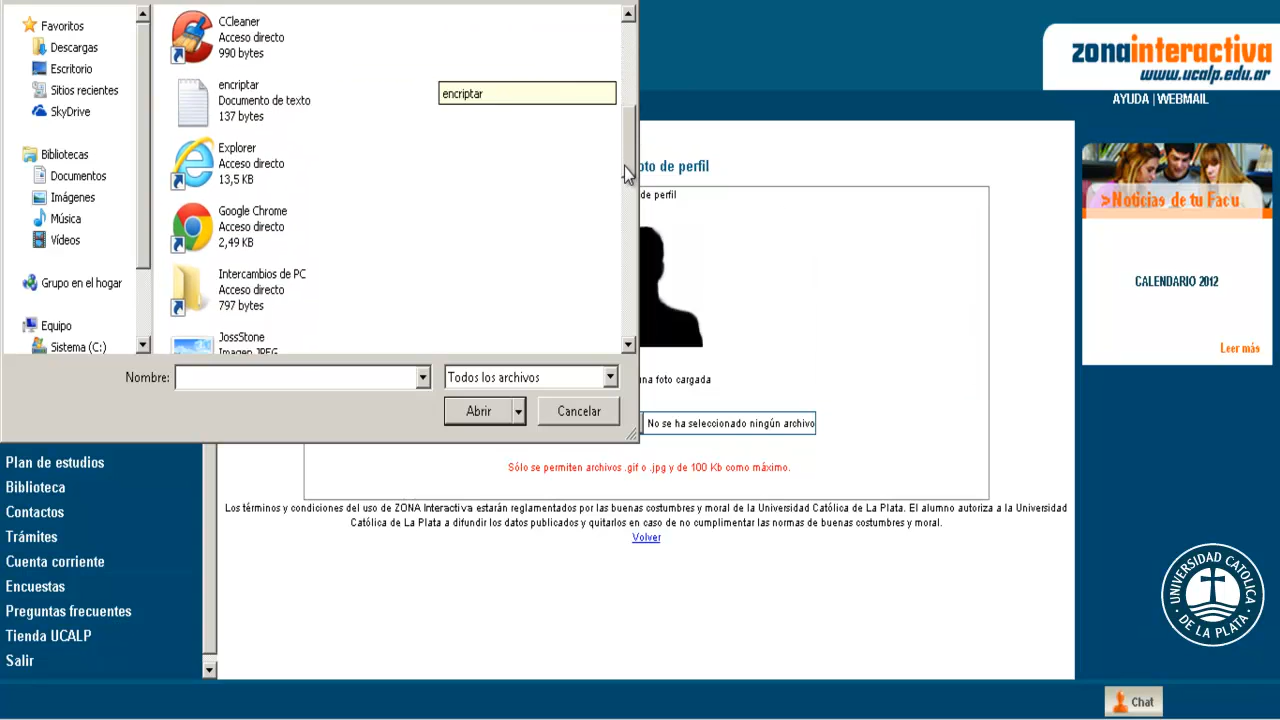 Favoritos
Descargas
Escritorio
Sitios recientes
SkyDrive
Bibliotecas
Documentos
Imágenes
Música
Vídeos
Grupo en el hogar
Equipo
Sistema (C:)
CCleaner
Acceso directo
990 bytes
encriptar
Documento de texto
137 bytes
encriptar
Explorer
Acceso directo
13,5 KB
Google Chrome
Acceso directo
2,49 KB
Intercambios de PC
Acceso directo
797 bytes
JossStone
Imagen JPEG
Nombre:
Todos los archivos
Abrir
Cancelar
zonainteractiva
www.ucalp.edu.ar
AYUDA | WEBMAIL
oto de perfil
de perfil
na foto cargada
No se ha seleccionado ningún archivo
Sólo se permiten archivos .gif o .jpg y de 100 Kb como máximo.
Los términos y condiciones del uso de ZONA Interactiva estarán reglamentados por las buenas costumbres y moral de la Universidad Católica de La Plata. El alumno autoriza a la Universidad
Católica de La Plata a difundir los datos publicados y quitarlos en caso de no cumplimentar las normas de buenas costumbres y moral.
Volver
Plan de estudios
Biblioteca
Contactos
Trámites
Cuenta corriente
Encuestas
Preguntas frecuentes
Tienda UCALP
Salir
>Noticias de tu Facu
CALENDARIO 2012
Leer más
UNIVERSIDAD CATOLICA
DE LA PLATA
Chat